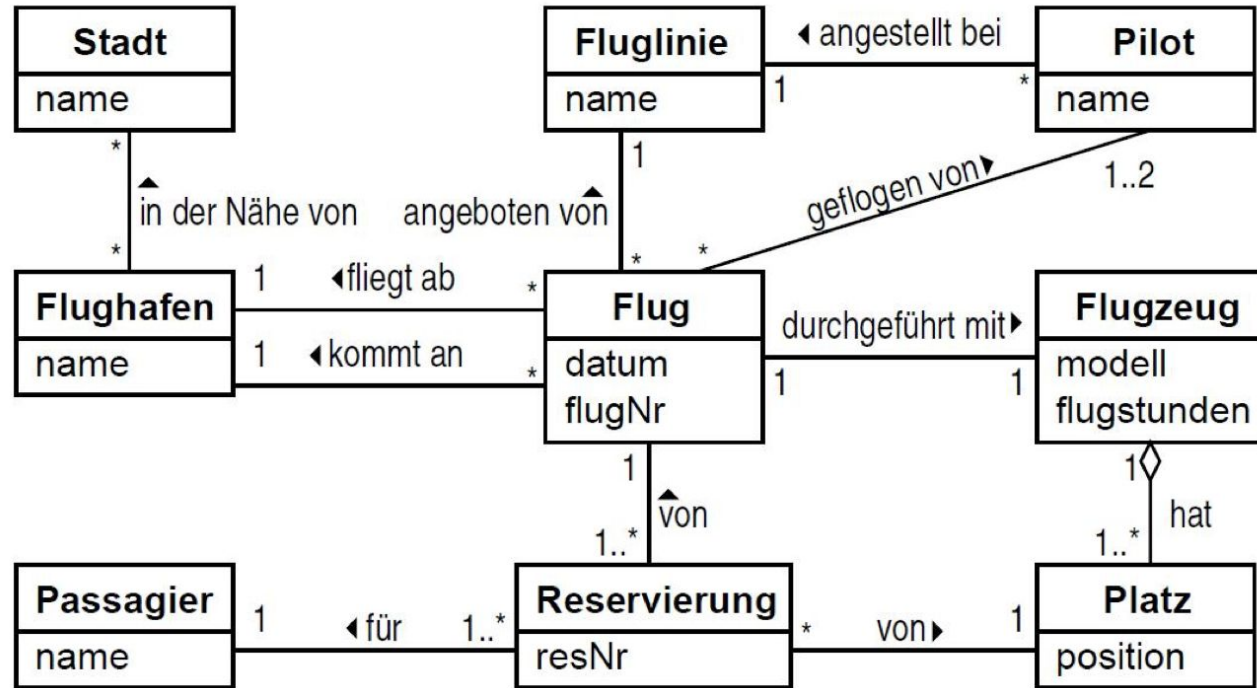 Stadt
name
Fluglinie
name
◂ angestellt bei
1
*
Pilot
name
*
▴
in der Nähe von
*
1
▴
angeboten von
*
geflogen von▸
1..2
*
Flughafen
name
1 ◂fliegt ab *
1 ◂kommt an *
Flug
datum
flugNr
durchgeführt mit▸
1
1
Flugzeug
modell
flugstunden
1
▴
von
1..*
1
hat
1..*
Passagier
name
1 ◂für 1..*
Reservierung
resNr
* von▸ 1
Platz
position